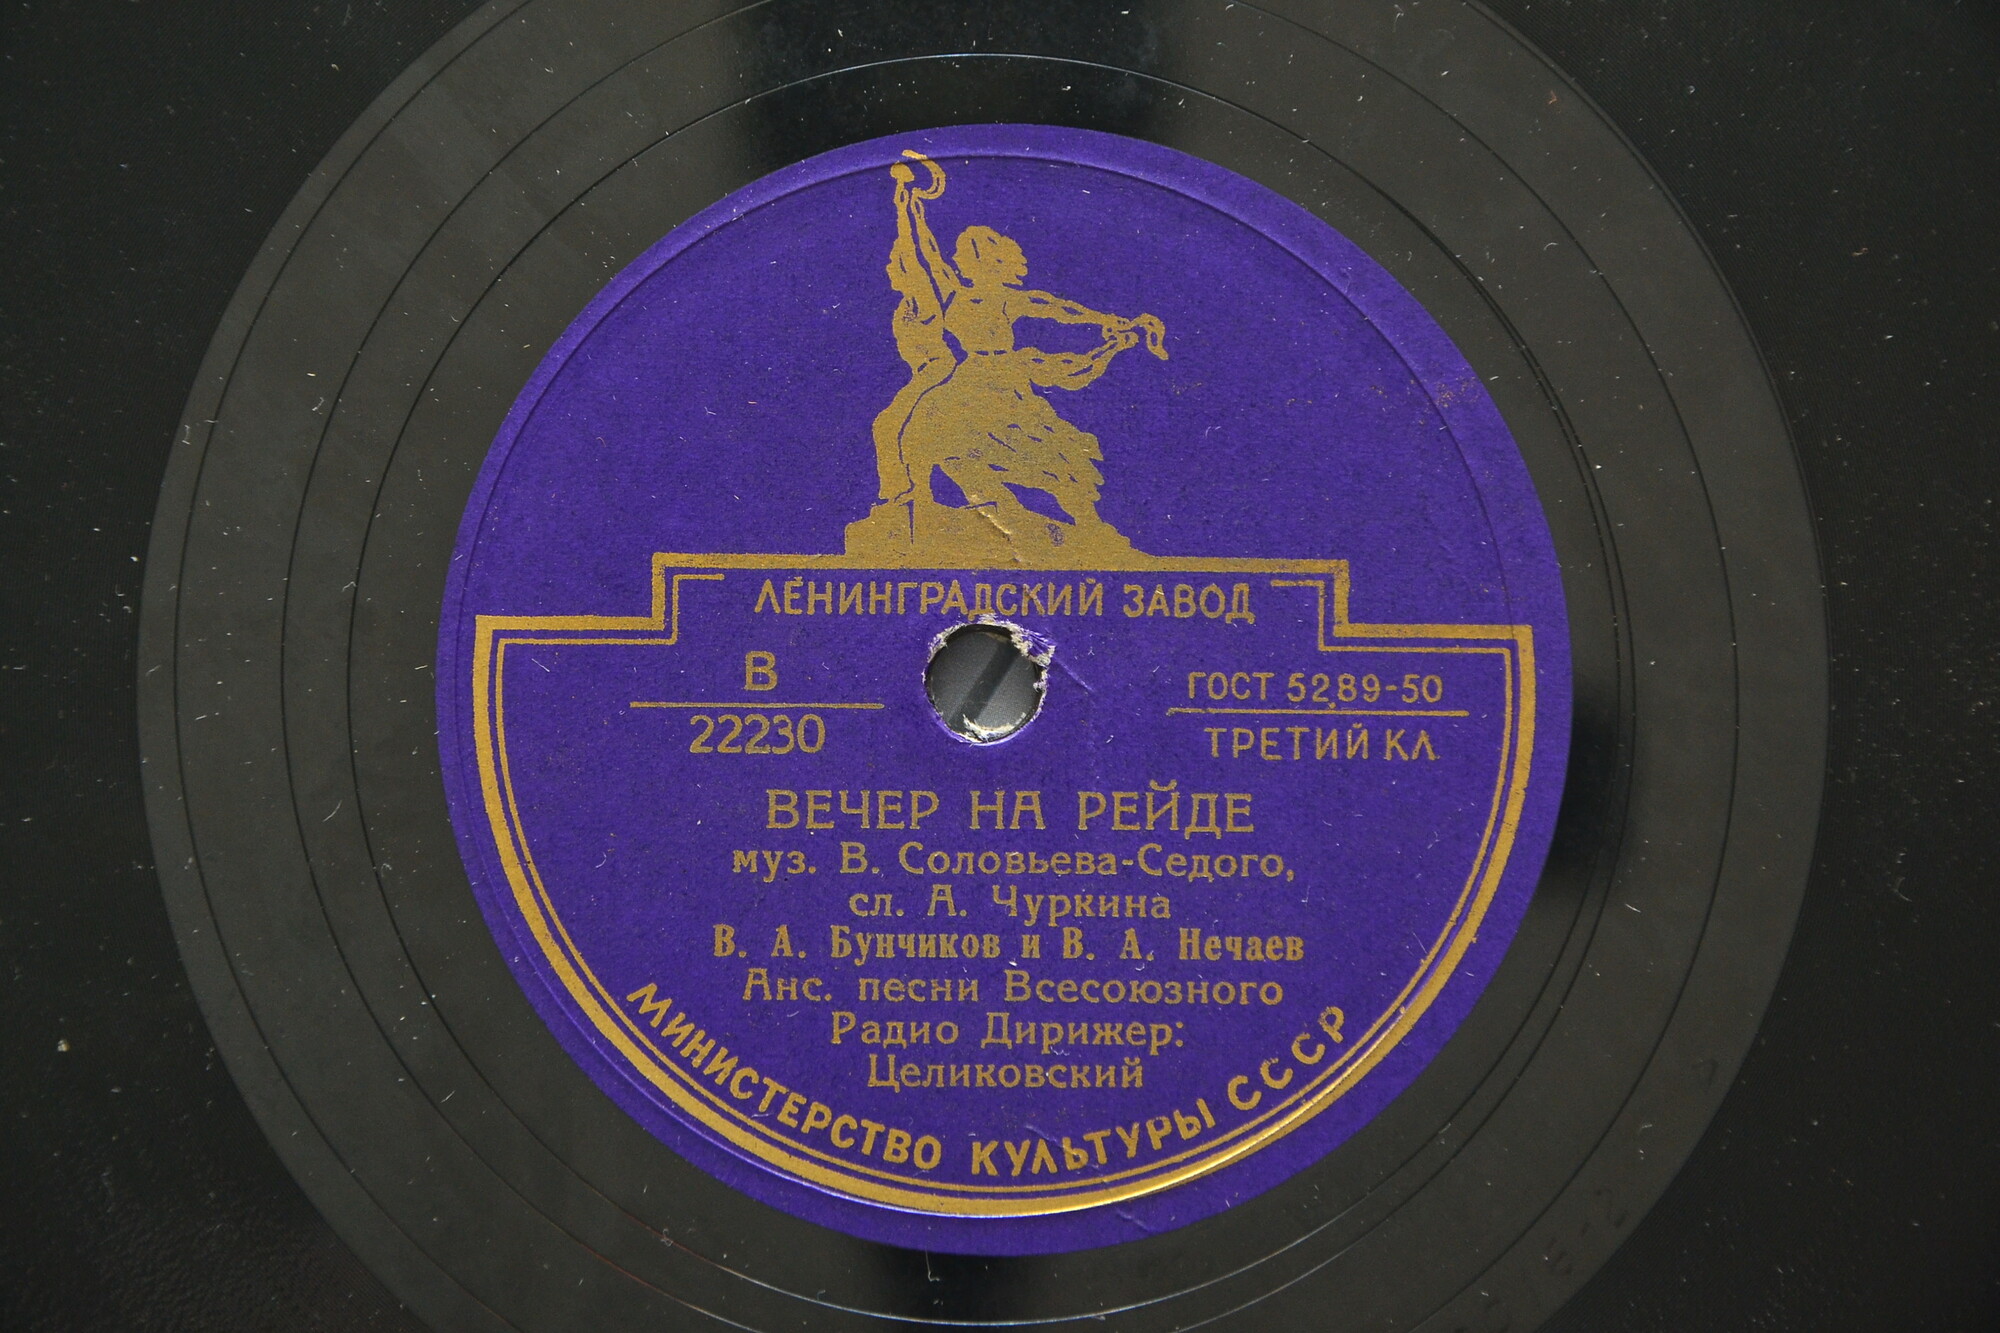 ЛЕНИНГРАДСКИЙ ЗАВОД
В
22230
ГОСТ 5289-50
ТРЕТИЙ КЛ.
ВЕЧЕР НА РЕЙДЕ
муз. В. Соловьева-Седого,
сл. А. Чуркина
В. А. Бунчиков и В. А. Нечаев
Анс. песни Всесоюзного
Радио Дирижер:
Целиковский
МИНИСТЕРСТВО КУЛЬТУРЫ СССР